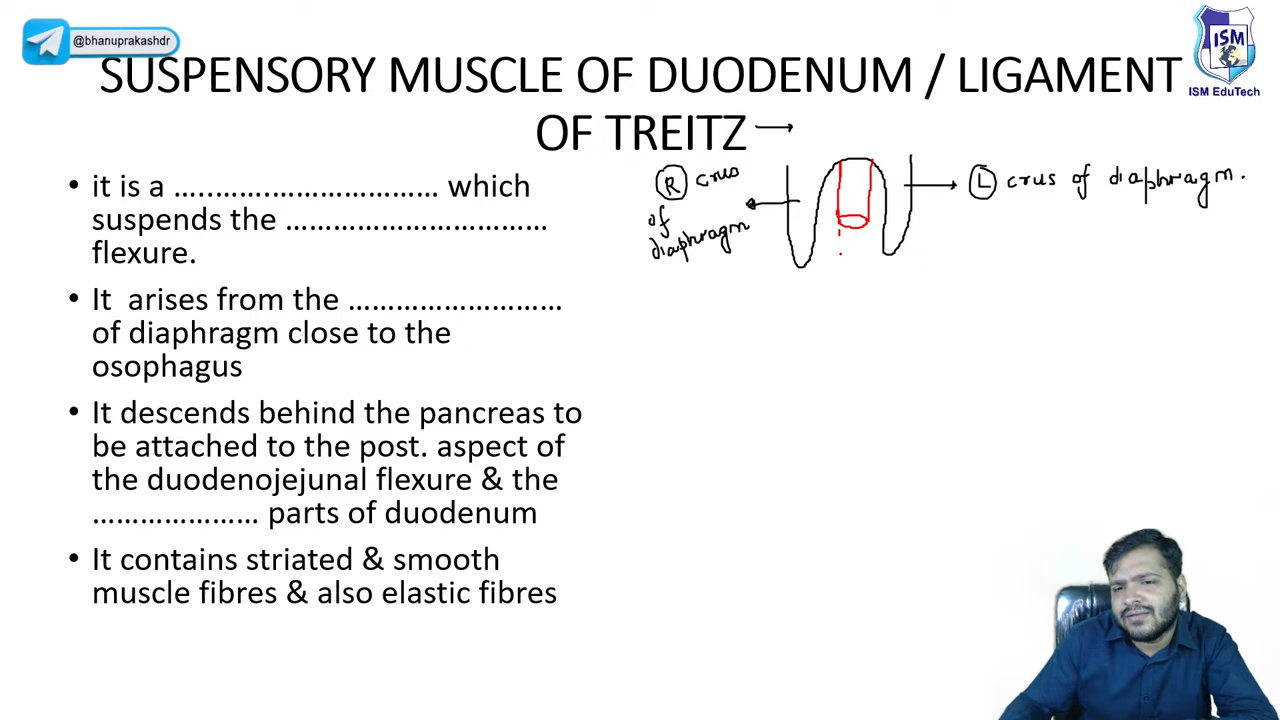 @bhanuprakashdr
ISM
ISM EduTech
SUSPENSORY MUSCLE OF DUODENUM / LIGAMENT
OF TREITZ
• it is a …………………………… which
suspends the ……………………………
flexure.
• It arises from the ………………………
of diaphragm close to the
osophagus
• It descends behind the pancreas to
be attached to the post. aspect of
the duodenojejunal flexure & the
………………… parts of duodenum
• It contains striated & smooth
muscle fibres & also elastic fibres
R crus
of
diaphragm
L crus of diaphragm.